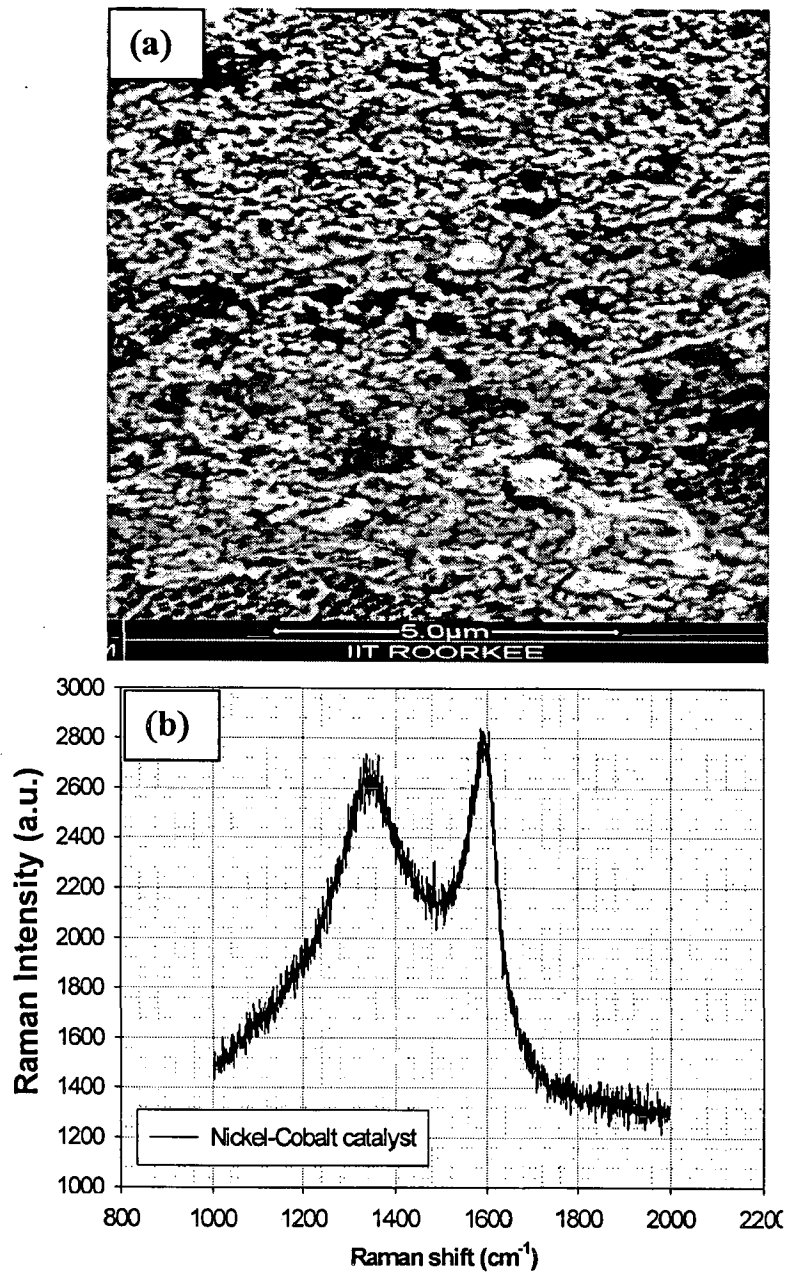 (a)
5.0µm
IIT ROORKEE
(b)
3000
2800
2600
2400
2200
2000
1800
1600
1400
1200
1000
Raman Intensity (a.u.)
Nickel-Cobalt catalyst
800 1000 1200 1400 1600 1800 2000
Raman shift (cm⁻¹)